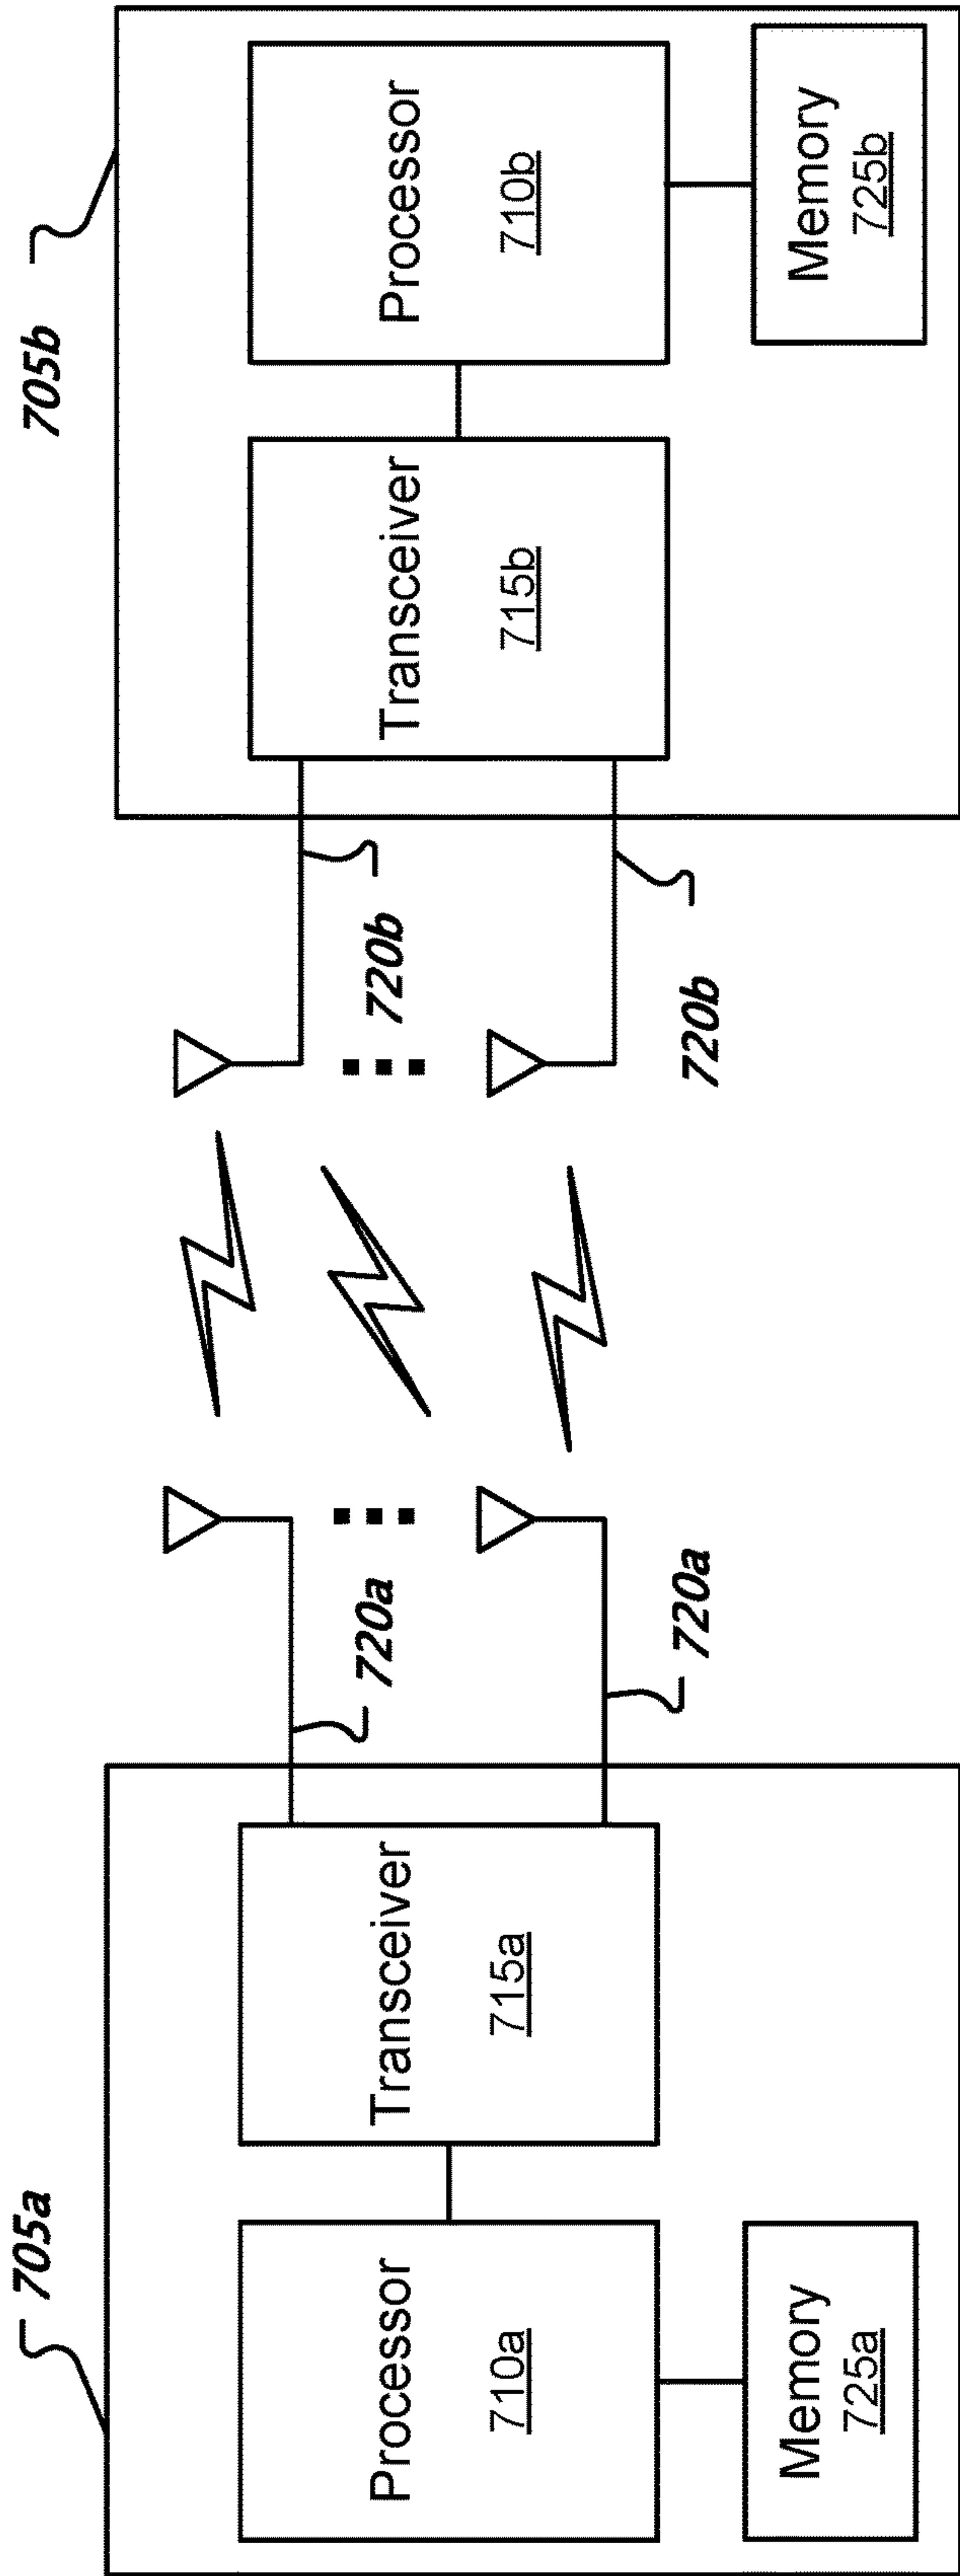 705a
Processor
710a
Memory
725a
Transceiver
715a
720a
720a
720b
720b
705b
Transceiver
715b
Processor
710b
Memory
725b